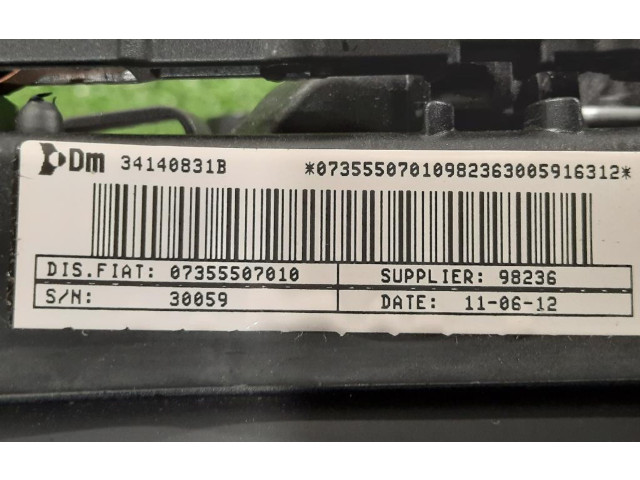 Dm 34140831B *07355507010982363005916312*
DIS.FIAT: 07355507010 SUPPLIER: 98236
S/N: 30059 DATE: 11-06-12